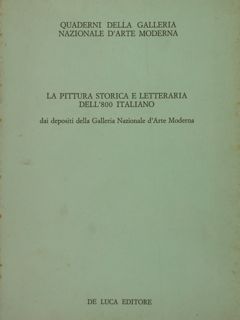 QUADERNI DELLA GALLERIA
NAZIONALE D'ARTE MODERNA
LA PITTURA STORICA E LETTERARIA
DELL'800 ITALIANO
dai depositi della Galleria Nazionale d'Arte Moderna
DE LUCA EDITORE